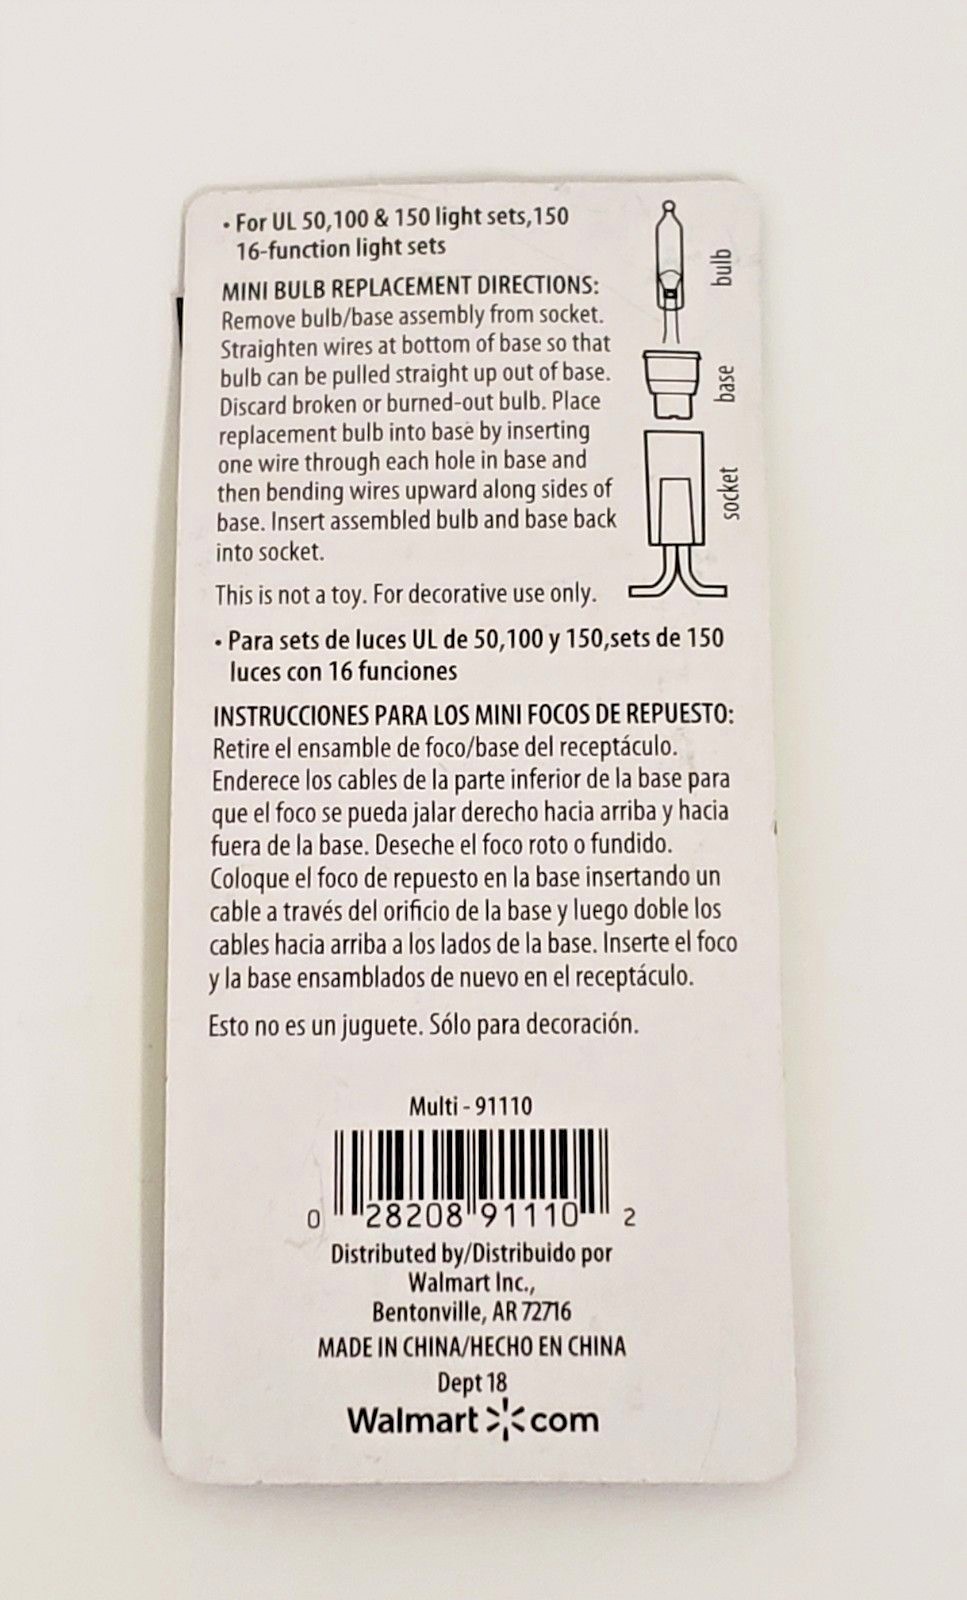 • For UL 50,100 & 150 light sets,150
16-function light sets
MINI BULB REPLACEMENT DIRECTIONS:
Remove bulb/base assembly from socket.
Straighten wires at bottom of base so that
bulb can be pulled straight up out of base.
Discard broken or burned-out bulb. Place
replacement bulb into base by inserting
one wire through each hole in base and
then bending wires upward along sides of
base. Insert assembled bulb and base back
into socket.
This is not a toy. For decorative use only.
bulb
base
socket
• Para sets de luces UL de 50,100 y 150,sets de 150
luces con 16 funciones
INSTRUCCIONES PARA LOS MINI FOCOS DE REPUESTO:
Retire el ensamble de foco/base del receptáculo.
Enderece los cables de la parte inferior de la base para
que el foco se pueda jalar derecho hacia arriba y hacia
fuera de la base. Deseche el foco roto o fundido.
Coloque el foco de repuesto en la base insertando un
cable a través del orificio de la base y luego doble los
cables hacia arriba a los lados de la base. Inserte el foco
y la base ensamblados de nuevo en el receptáculo.
Esto no es un juguete. Sólo para decoración.
Multi - 91110
0 28208 91110 2
Distributed by/Distribuido por
Walmart Inc.,
Bentonville, AR 72716
MADE IN CHINA/HECHO EN CHINA
Dept 18
Walmart com